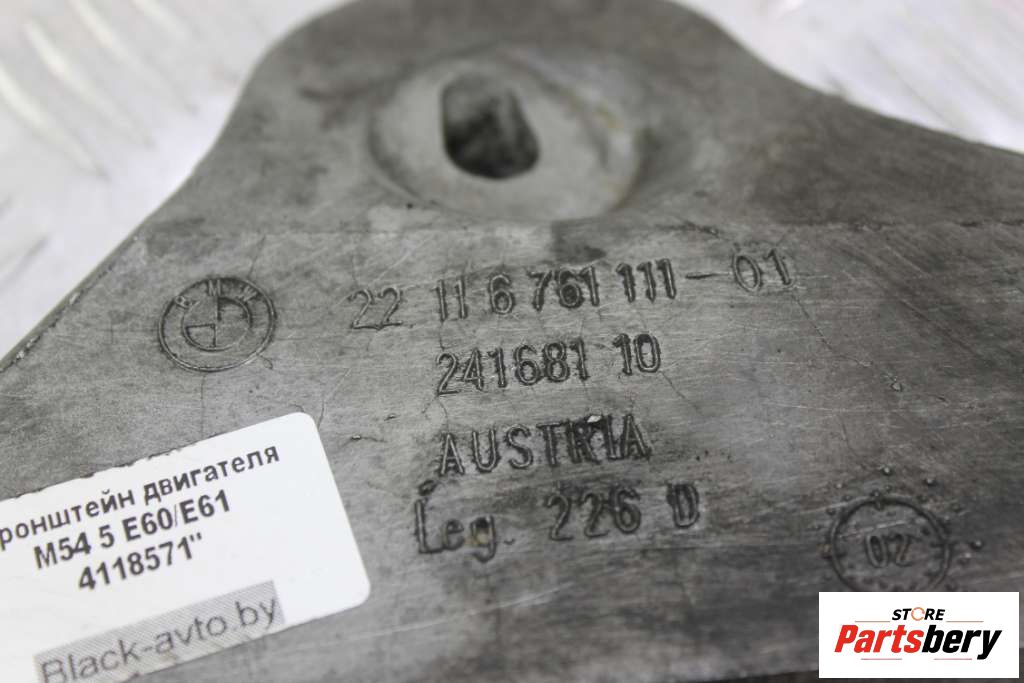 BMW
22 11 6 761 111-01
241681 10
AUSTRIA
Leg. 226 D
02
ронштейн двигателя
M54 5 E60/E61
4118571"
Black-avto.by
STORE
Partsbery